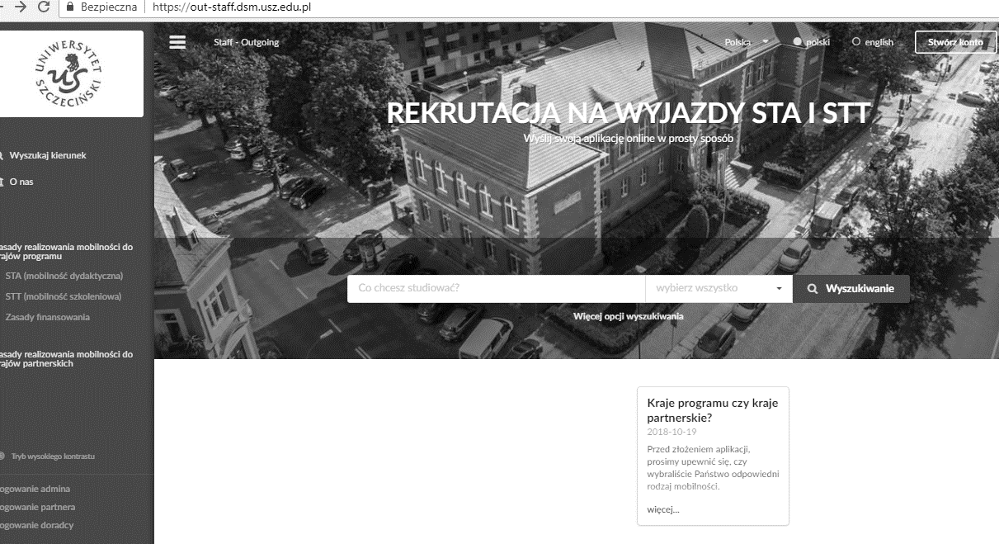 Bezpieczna | https://out-staff.dsm.usz.edu.pl
UNIWERSYTET SZCZECIŃSKI
US
Staff - Outgoing
Polska
polski
english
Stwórz konto
REKRUTACJA NA WYJAZDY STA I STT
Wyślij swoją aplikację online w prosty sposób
Wyszukaj kierunek
O nas
asady realizowania mobilności do
rajów programu
STA (mobilność dydaktyczna)
STT (mobilność szkoleniowa)
Zasady finansowania
asady realizowania mobilności do
rajów partnerskich
Tryb wysokiego kontrastu
ogowanie admina
ogowanie partnera
ogowanie doradcy
Co chcesz studiować?
wybierz wszystko
Wyszukiwanie
Więcej opcji wyszukiwania
Kraje programu czy kraje
partnerskie?
2018-10-19
Przed złożeniem aplikacji,
prosimy upewnić się, czy
wybraliście Państwo odpowiedni
rodzaj mobilności.
więcej...